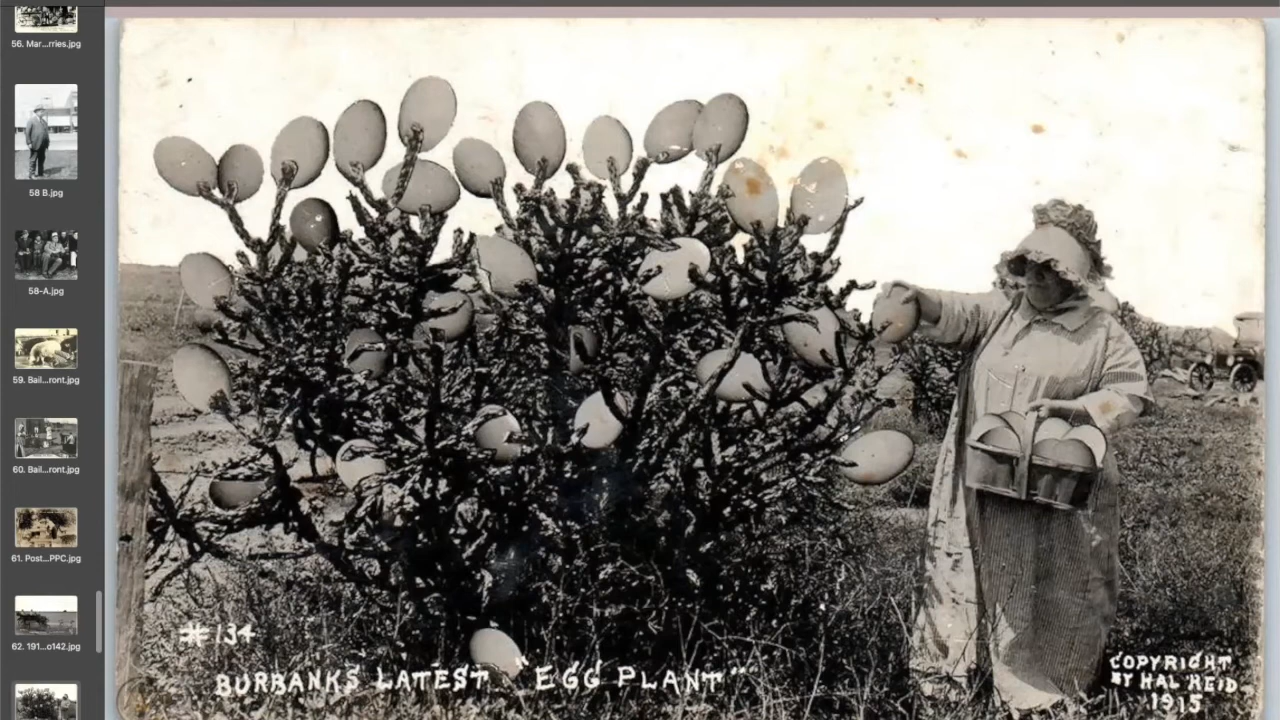 56. Mar...rries.jpg
58 B.jpg
58-A.jpg
59. Bail...ront.jpg
60. Bail...ront.jpg
61. Post...PPC.jpg
62. 191...o142.jpg
#134
BURBANKS LATEST "EGG PLANT"
COPYRIGHT
BY HAL REID
1915